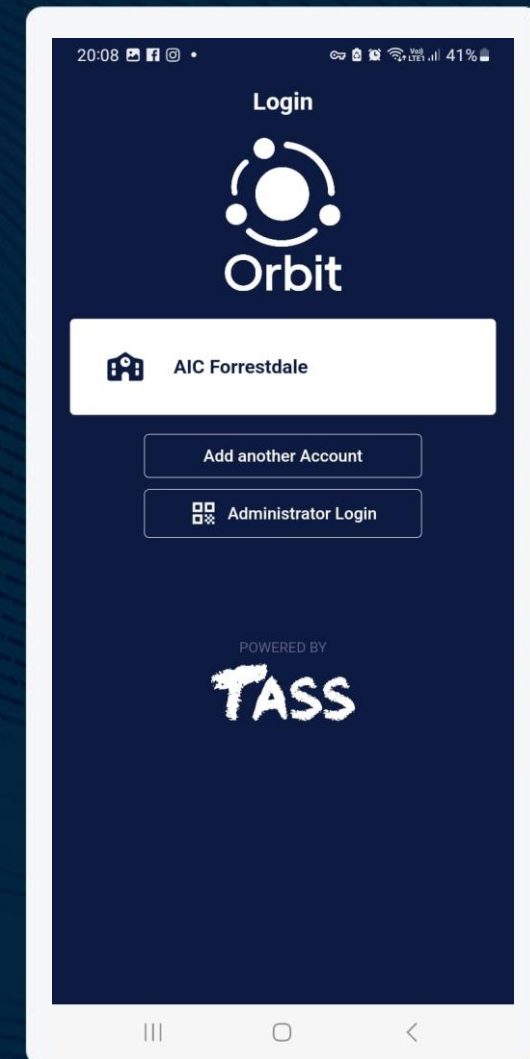 20:08 41%
Login
Orbit
AIC Forrestdale
Add another Account
Administrator Login
POWERED BY
TASS